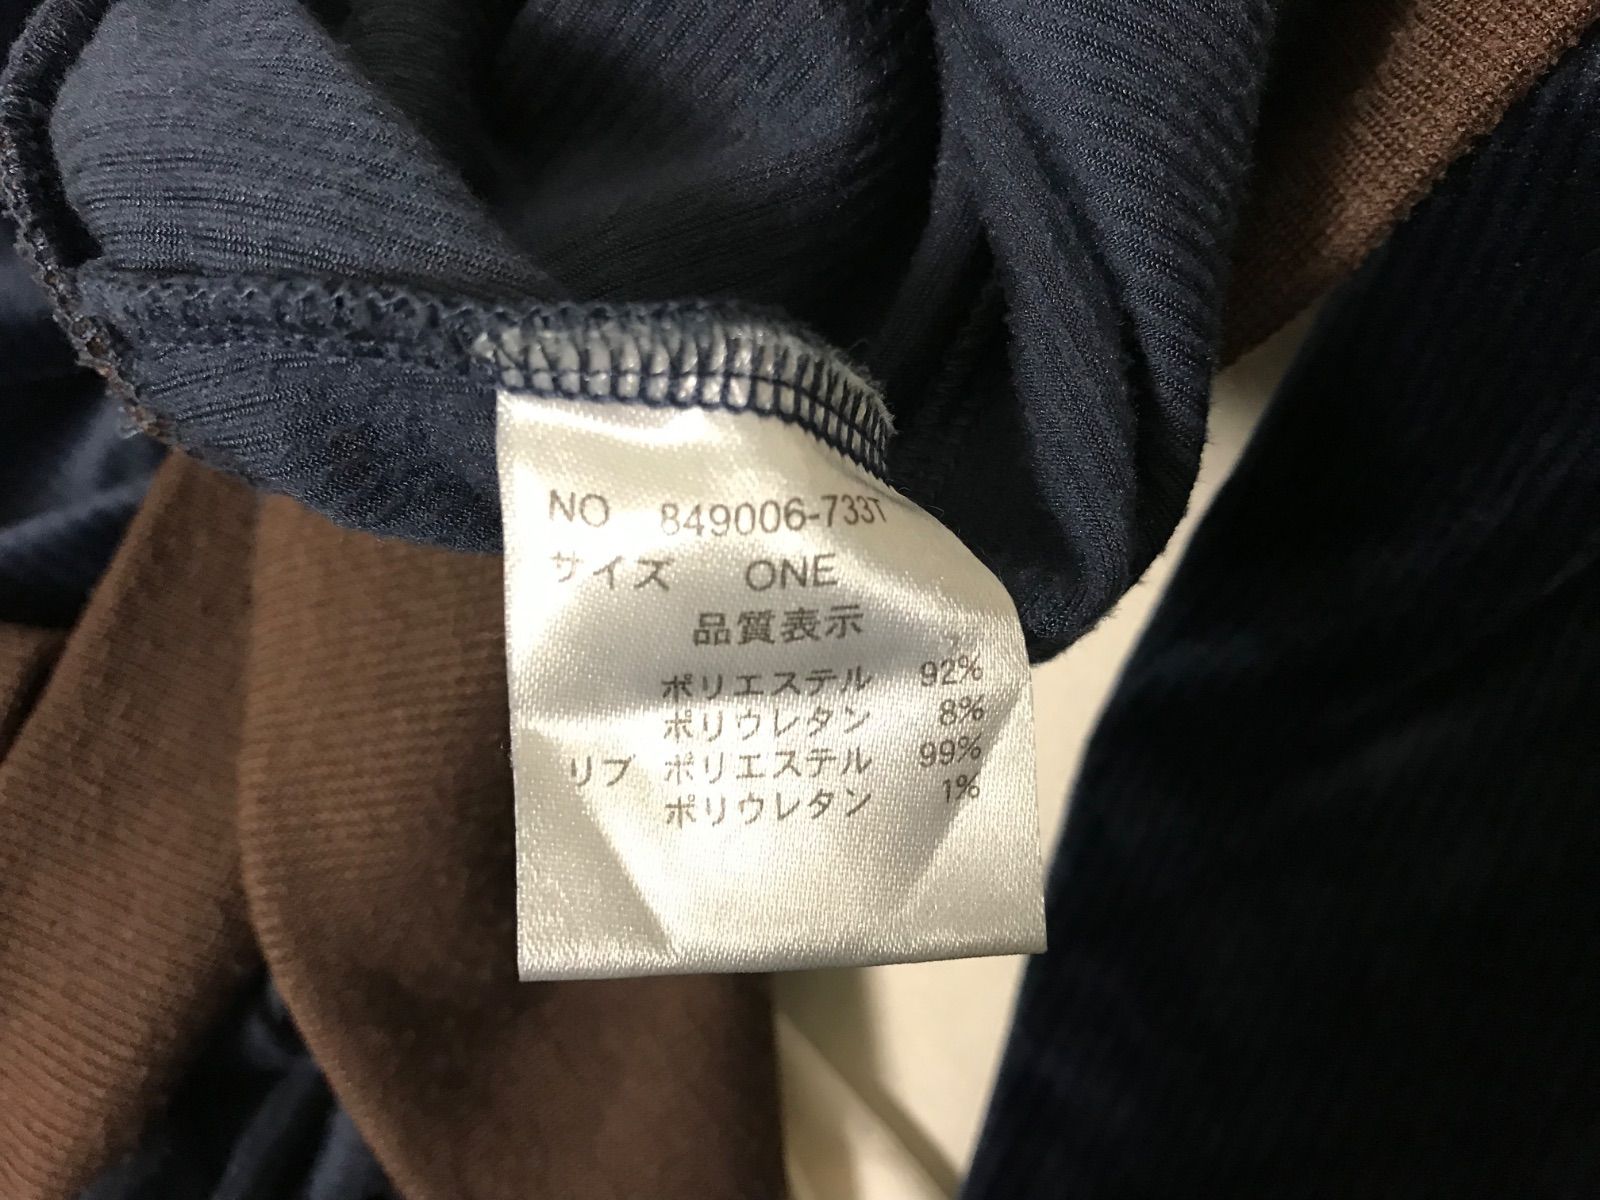 NO 849006-733T
サイズ ONE
品質表示
ポリエステル 92%
ポリウレタン 8%
リブ ポリエステル 99%
ポリウレタン 1%